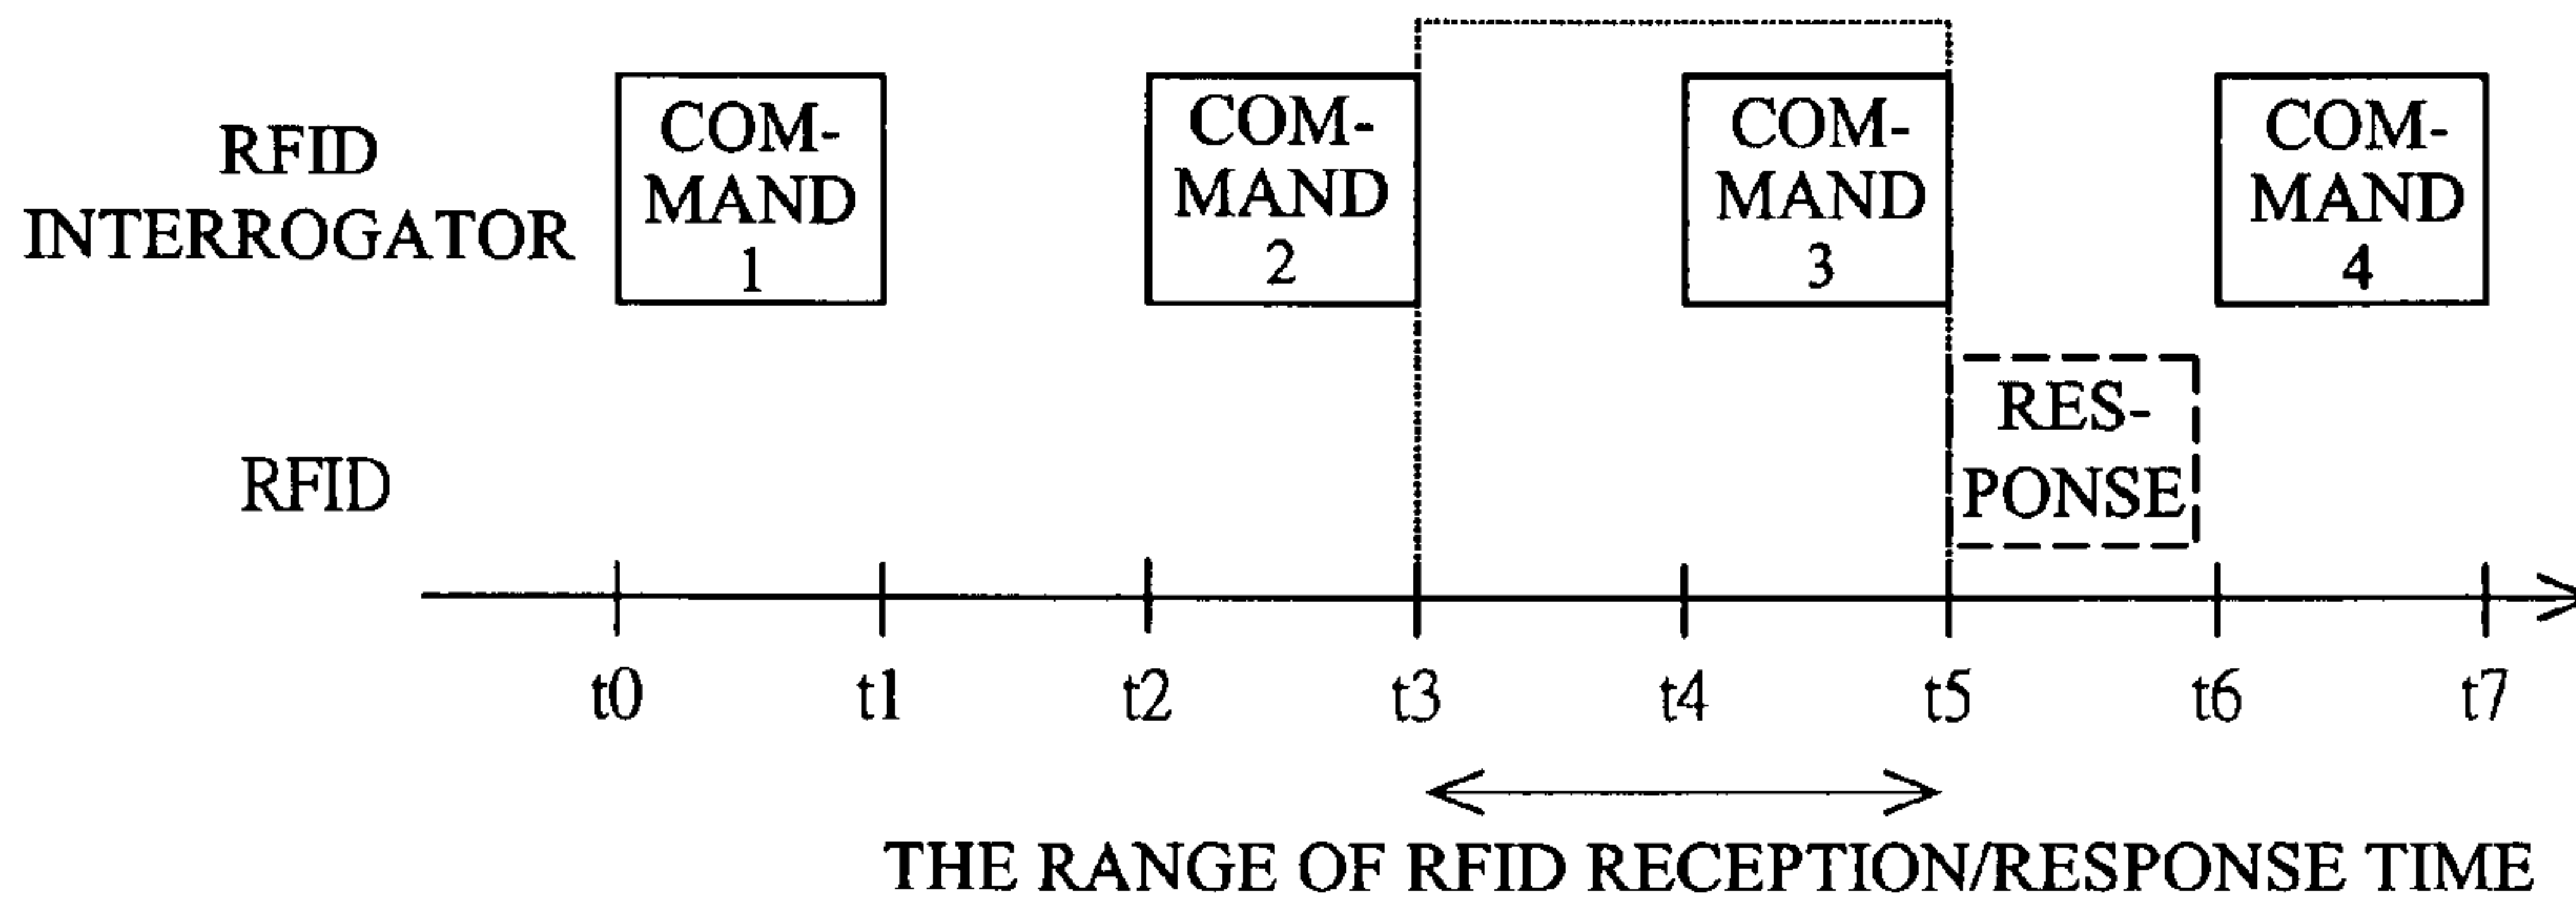 RFID
INTERROGATOR
COM-
MAND
1
COM-
MAND
2
COM-
MAND
3
COM-
MAND
4
RFID
RES-
PONSE
t0 t1 t2 t3 t4 t5 t6 t7
THE RANGE OF RFID RECEPTION/RESPONSE TIME